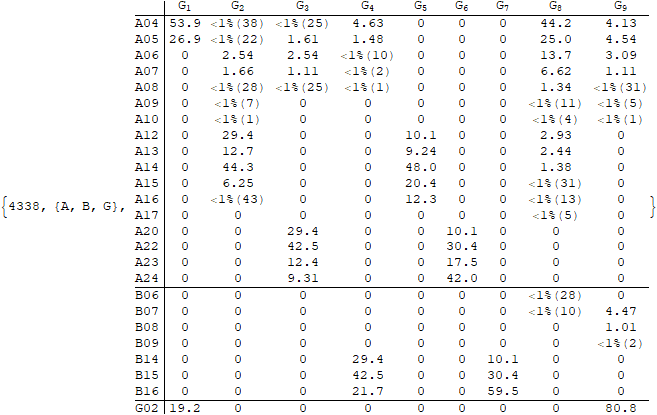 G₁ G₂ G₃ G₄ G₅ G₆ G₇ G₈ G₉
A04 53.9 <1%(38) <1%(25) 4.63 0 0 0 44.2 4.13
A05 26.9 <1%(22) 1.61 1.48 0 0 0 25.0 4.54
A06 0 2.54 2.54 <1%(10) 0 0 0 13.7 3.09
A07 0 1.66 1.11 <1%(2) 0 0 0 6.62 1.11
A08 0 <1%(28) <1%(25) <1%(1) 0 0 0 1.34 <1%(31)
A09 0 <1%(7) 0 0 0 0 0 <1%(11) <1%(5)
A10 0 <1%(1) 0 0 0 0 0 <1%(4) <1%(1)
A12 0 29.4 0 0 10.1 0 0 2.93 0
A13 0 12.7 0 0 9.24 0 0 2.44 0
A14 0 44.3 0 0 48.0 0 0 1.38 0
A15 0 6.25 0 0 20.4 0 0 <1%(31) 0
{4338, {A, B, G}, A16 0 <1%(43) 0 0 12.3 0 0 <1%(13) 0 }
A17 0 0 0 0 0 0 0 <1%(5) 0
A20 0 0 29.4 0 0 10.1 0 0 0
A22 0 0 42.5 0 0 30.4 0 0 0
A23 0 0 12.4 0 0 17.5 0 0 0
A24 0 0 9.31 0 0 42.0 0 0 0
B06 0 0 0 0 0 0 0 <1%(28) 0
B07 0 0 0 0 0 0 0 <1%(10) 4.47
B08 0 0 0 0 0 0 0 0 1.01
B09 0 0 0 0 0 0 0 0 <1%(2)
B14 0 0 0 29.4 0 0 10.1 0 0
B15 0 0 0 42.5 0 0 30.4 0 0
B16 0 0 0 21.7 0 0 59.5 0 0
G02 19.2 0 0 0 0 0 0 0 80.8